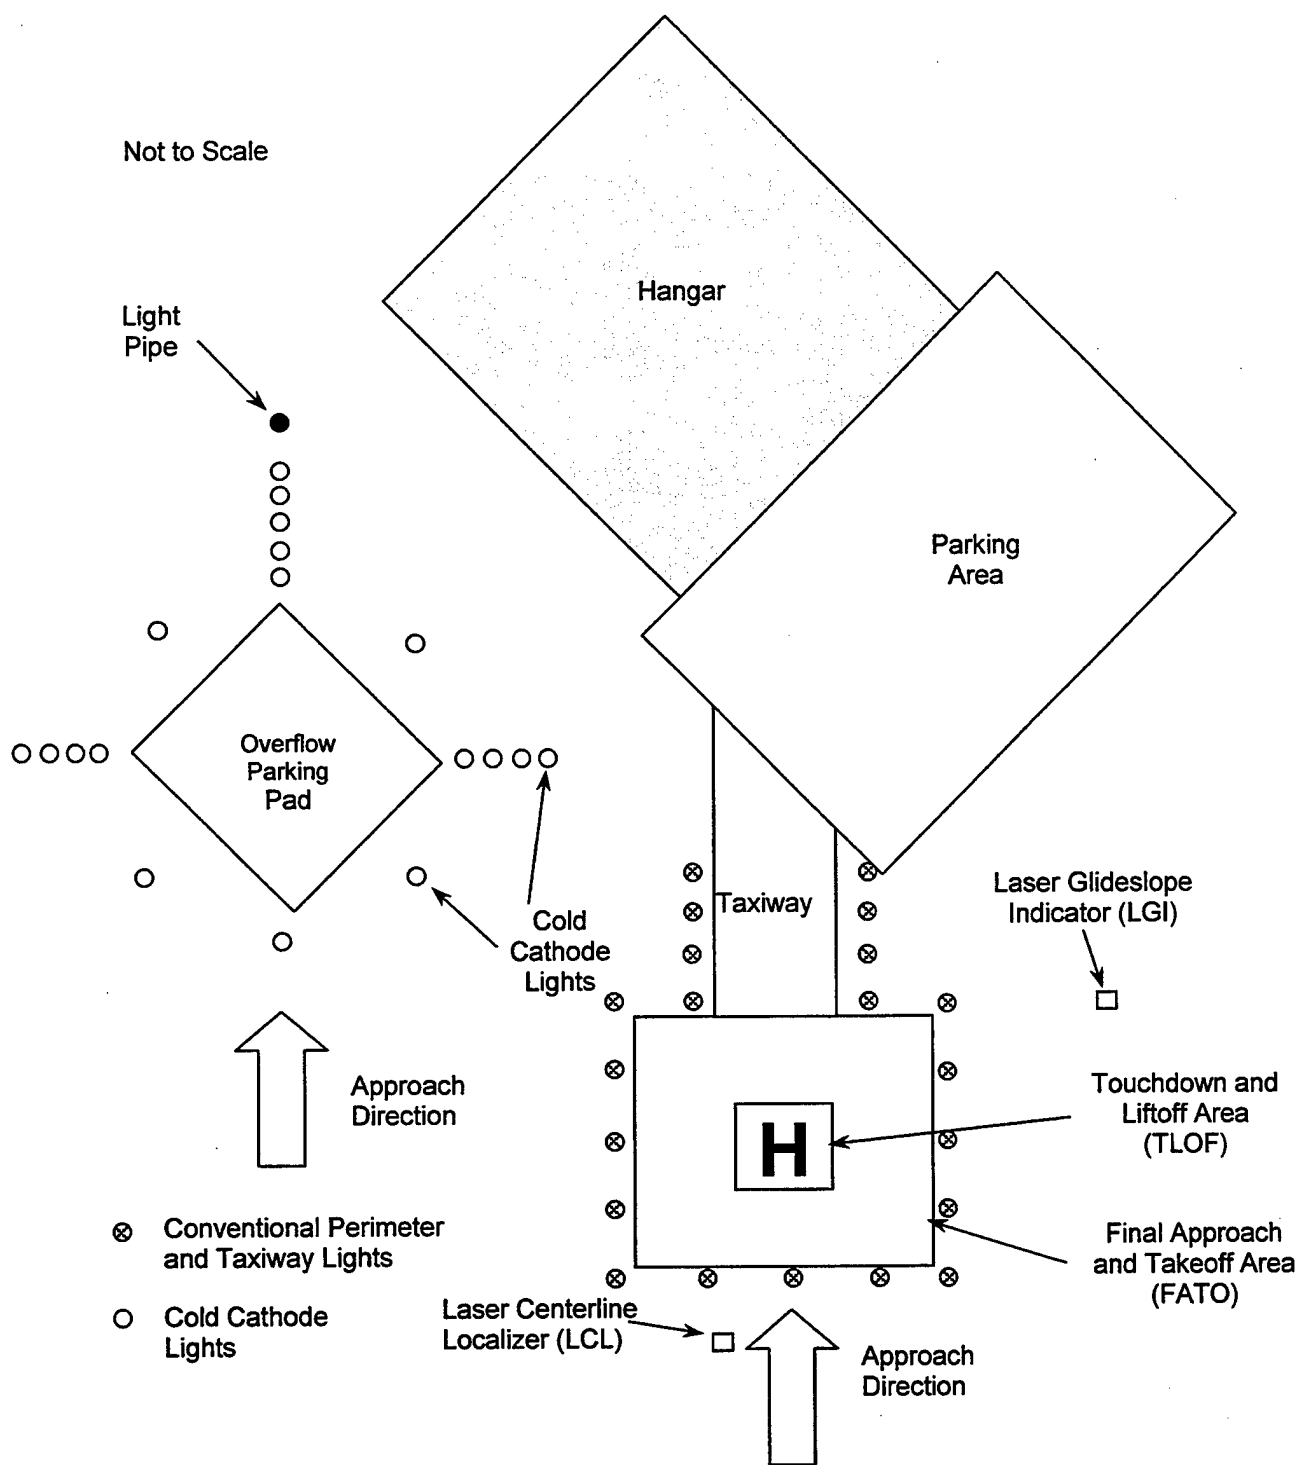 Not to Scale
Hangar
Light
Pipe
Parking
Area
Overflow
Parking
Pad
Cold
Cathode
Lights
Taxiway
Laser Glideslope
Indicator (LGI)
Approach
Direction
H
Touchdown and
Liftoff Area
(TLOF)
Conventional Perimeter
and Taxiway Lights
Final Approach
and Takeoff Area
(FATO)
Cold Cathode
Lights
Laser Centerline
Localizer (LCL)
Approach
Direction